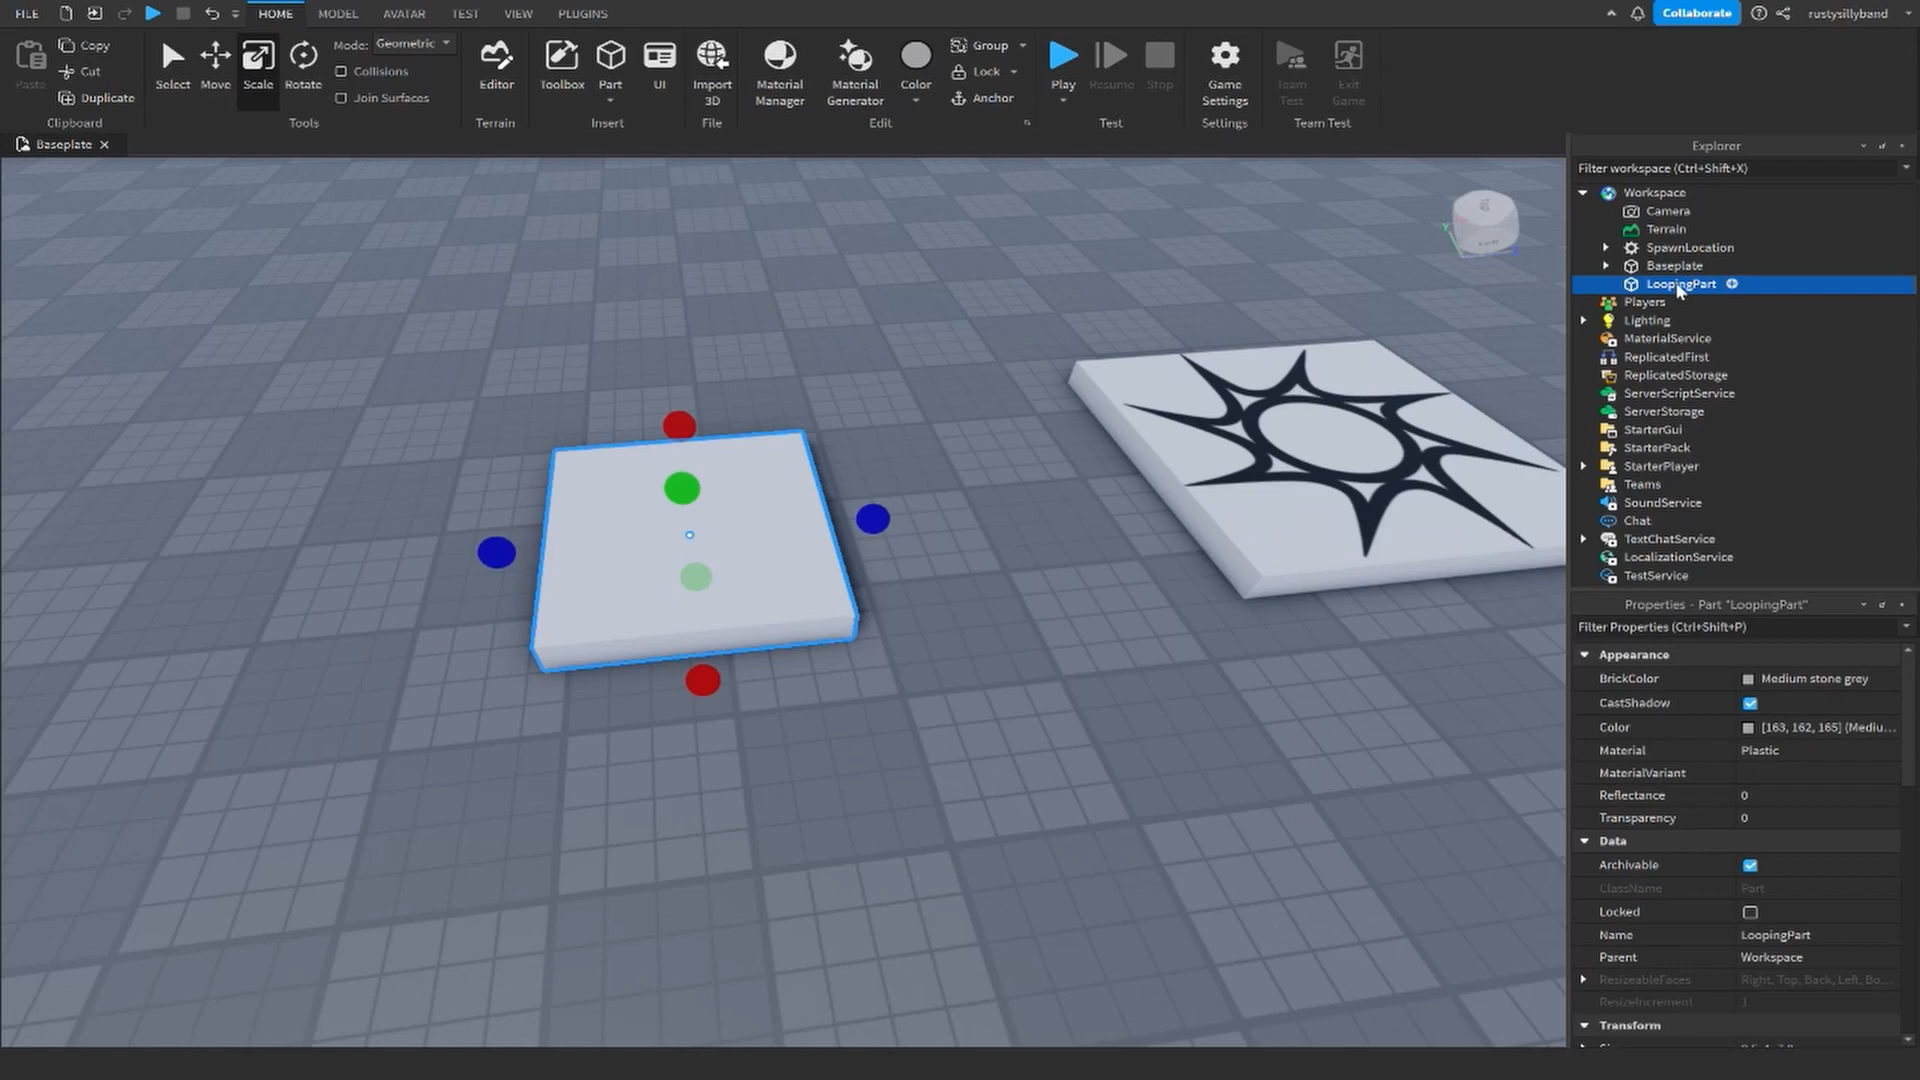 FILE HOME MODEL AVATAR TEST VIEW PLUGINS Collaborate rustysillyband
Paste Copy Cut Duplicate Clipboard
Select Move Scale Rotate Mode: Geometric Collisions Join Surfaces Tools
Editor Terrain
Toolbox Part UI Insert
Import 3D File
Material Manager Material Generator Color Group Lock Anchor Edit
Play Resume Stop Test
Game Settings Settings
Team Test Exit Game Team Test
Baseplate
Explorer
Filter workspace (Ctrl+Shift+X)
Workspace
Camera
Terrain
SpawnLocation
Baseplate
LoopingPart
Players
Lighting
MaterialService
ReplicatedFirst
ReplicatedStorage
ServerScriptService
ServerStorage
StarterGui
StarterPack
StarterPlayer
Teams
SoundService
Chat
TextChatService
LocalizationService
TestService
Properties - Part "LoopingPart"
Filter Properties (Ctrl+Shift+P)
Appearance
BrickColor Medium stone grey
CastShadow
Color [163, 162, 165] (Mediu...
Material Plastic
MaterialVariant
Reflectance 0
Transparency 0
Data
Archivable
ClassName Part
Locked
Name LoopingPart
Parent Workspace
ResizeableFaces Right, Top, Back, Left, Bo...
ResizeIncrement 1
Transform